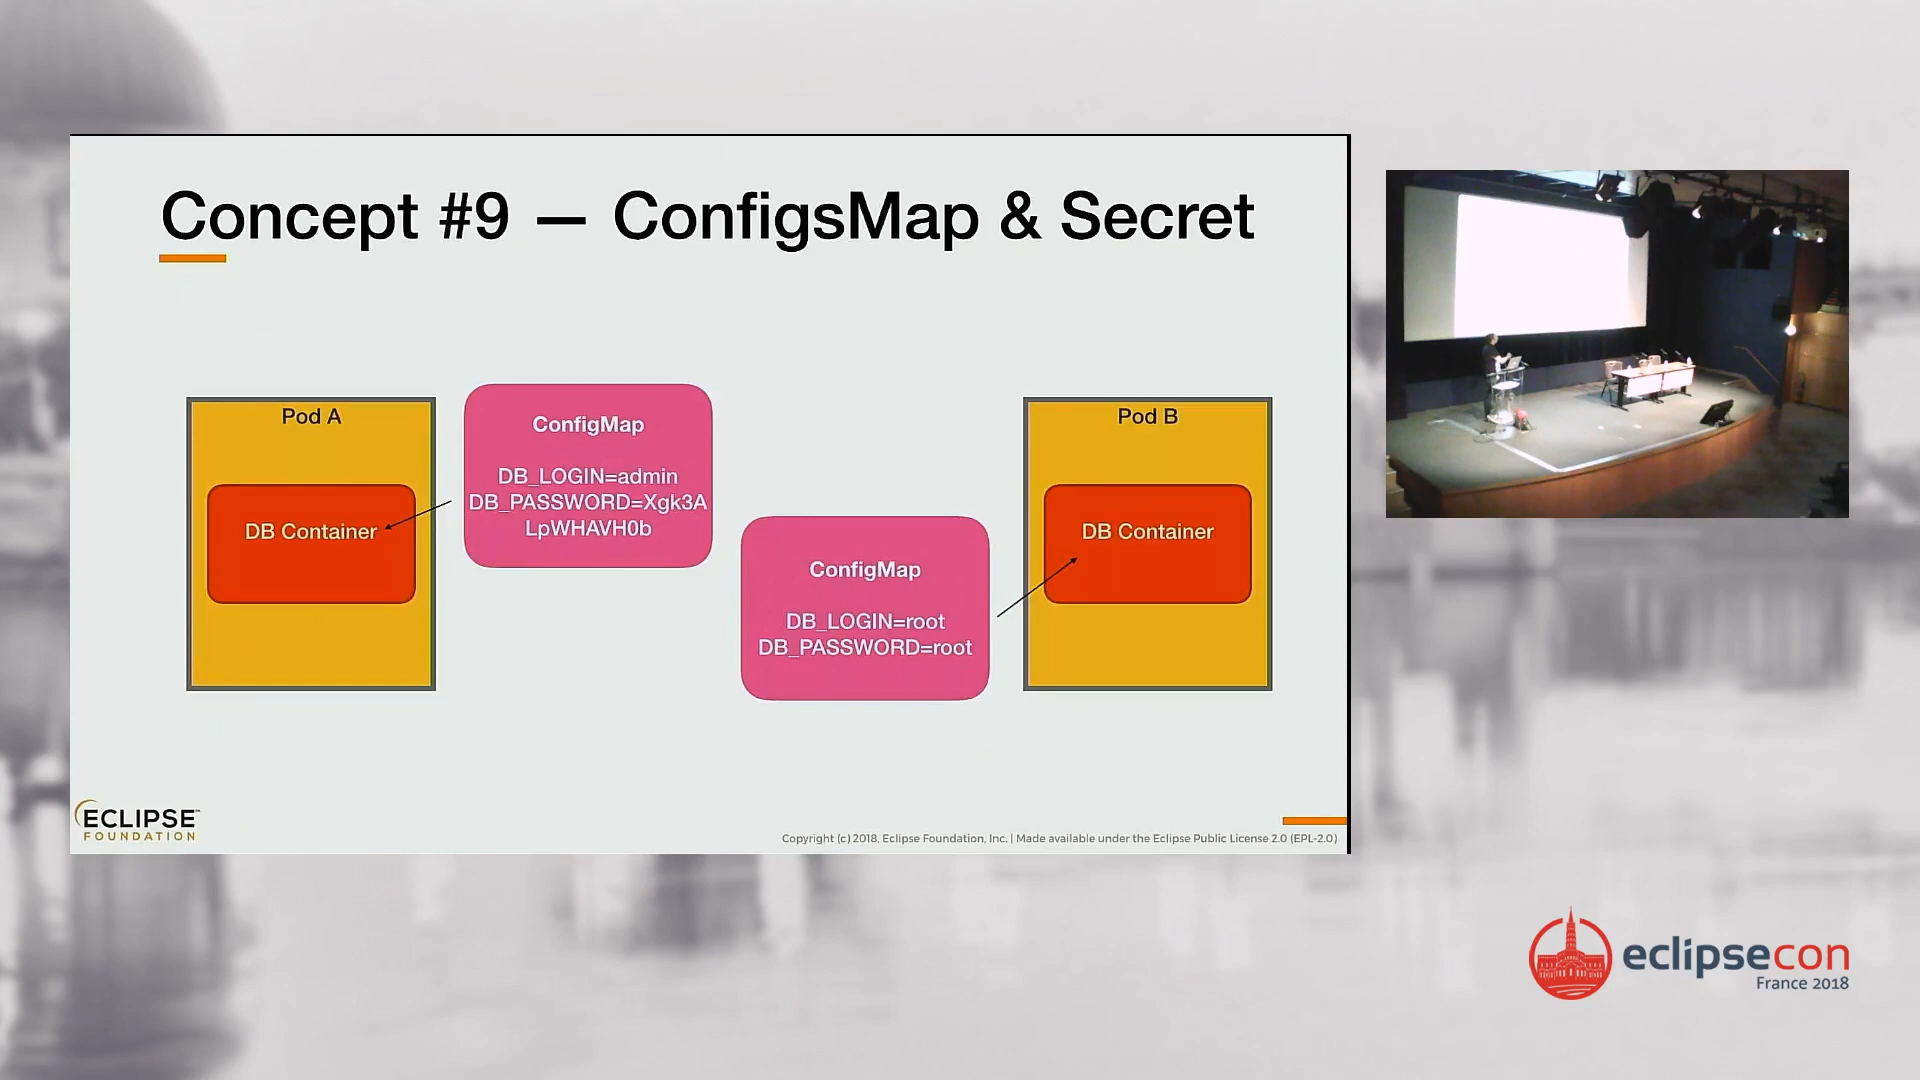 Concept #9 — ConfigsMap & Secret
Pod A
DB Container
ConfigMap
DB_LOGIN=admin
DB_PASSWORD=Xgk3A
LpWHAVH0b
ConfigMap
DB_LOGIN=root
DB_PASSWORD=root
Pod B
DB Container
ECLIPSE™
FOUNDATION
Copyright (c) 2018, Eclipse Foundation, Inc. | Made available under the Eclipse Public License 2.0 (EPL-2.0)
eclipsecon
France 2018